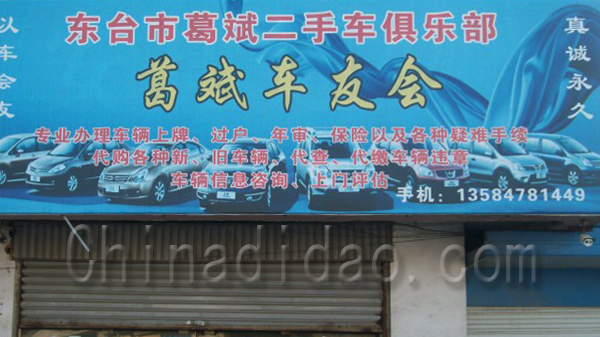 东台市葛斌二手车俱乐部
以车会友
葛斌车友会
真诚永久
专业办理车辆上牌、过户、年审、保险以及各种疑难手续
代购各种新、旧车辆、代查、代缴车辆违章
车辆信息咨询、上门评估
手机：13584781449
Chinadidao.com